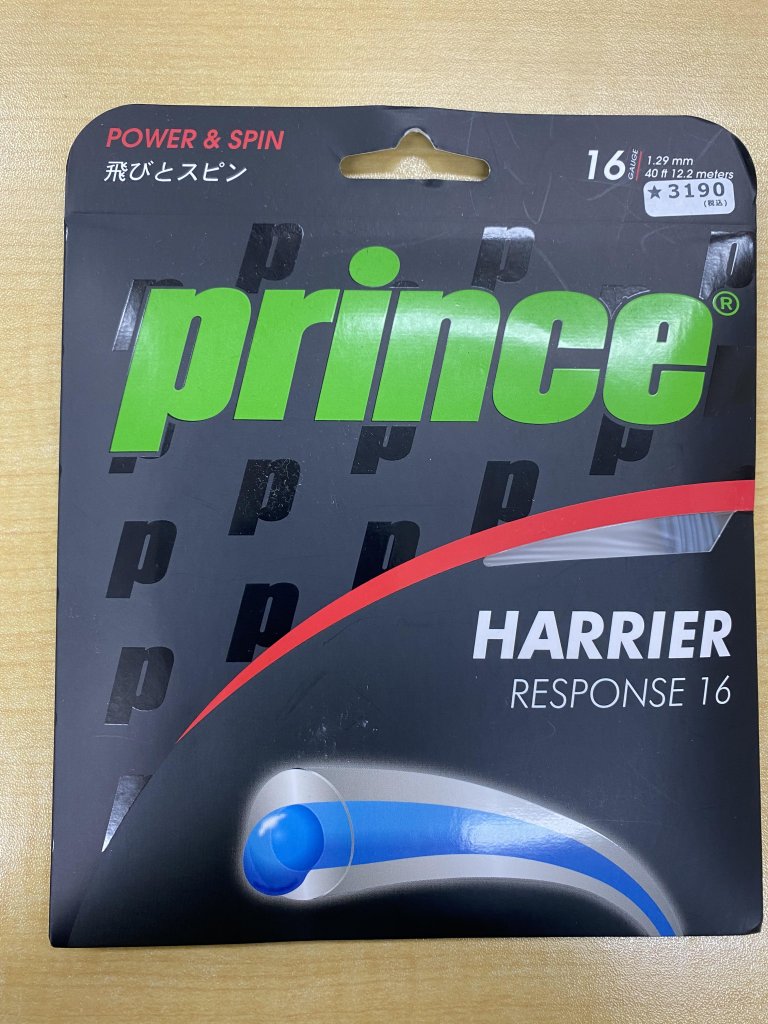 POWER & SPIN
飛びとスピン
16 GAUGE
1.29 mm
40 ft 12.2 meters
★3190
(税込)
prince®
HARRIER
RESPONSE 16